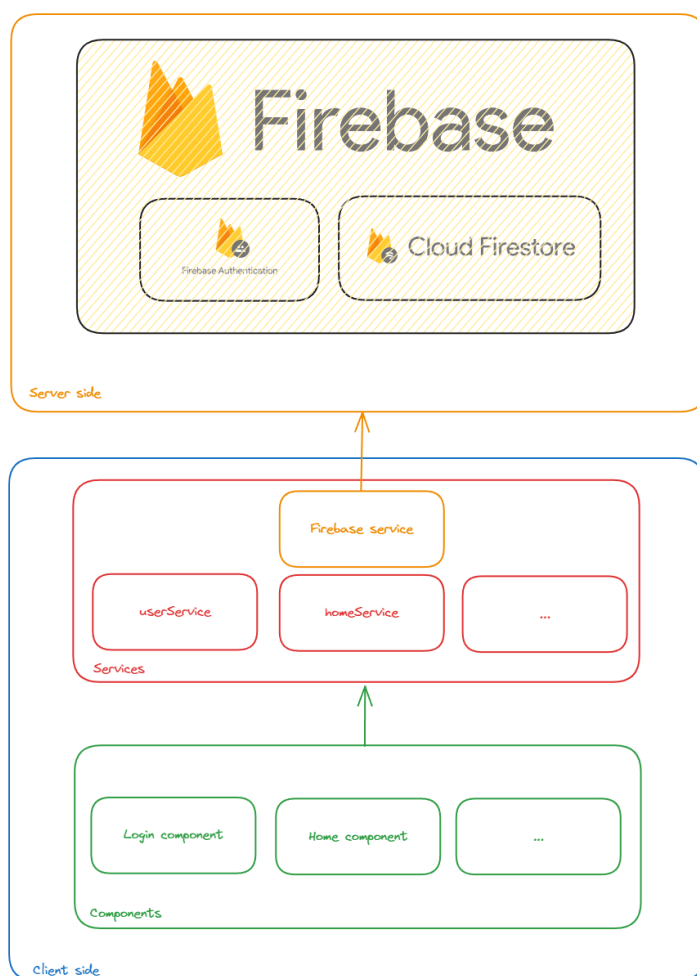 Firebase
Firebase Authentication
Cloud Firestore
Server side
Firebase service
userService
homeService
...
Services
Login component
Home component
...
Components
Client side